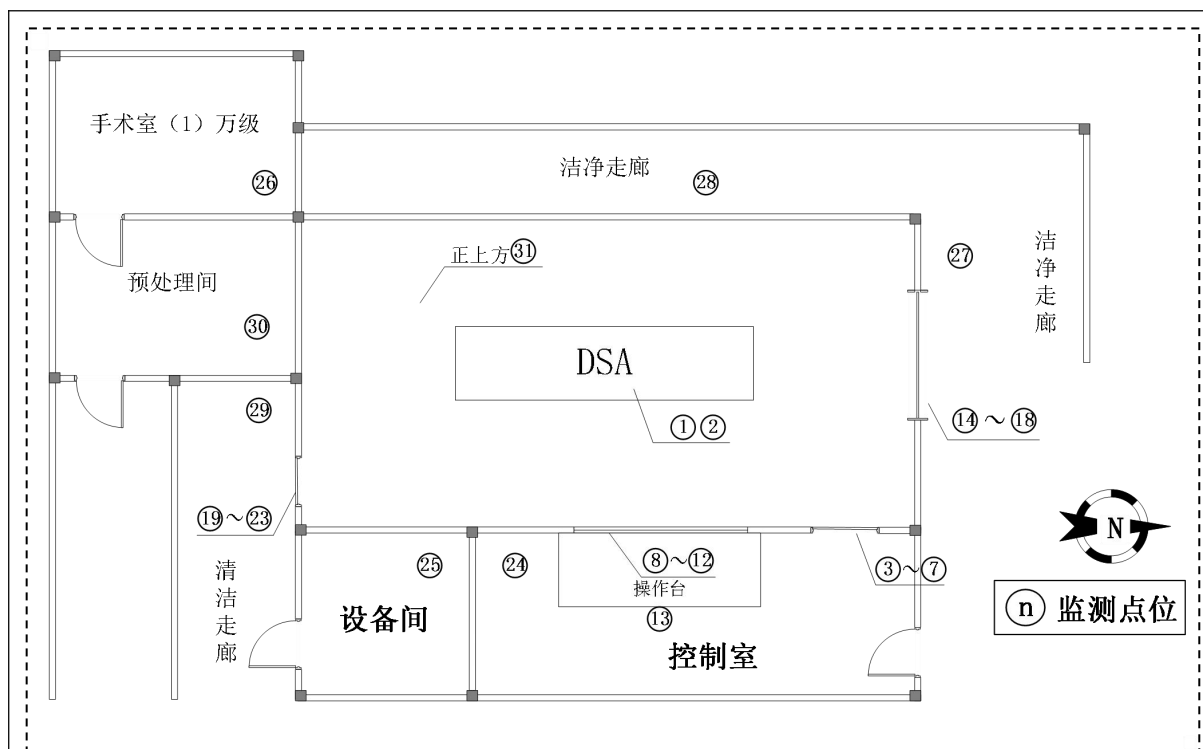 手术室（1）万级
洁净走廊
㉖
㉘
正上方㉛
㉗
洁净走廊
预处理间
㉚
DSA
㉙
①②
⑭～⑱
⑲～㉓
⑧～⑫
③～⑦
㉕
㉔
操作台
⑬
清洁走廊
设备间
控制室
N
ⓝ 监测点位